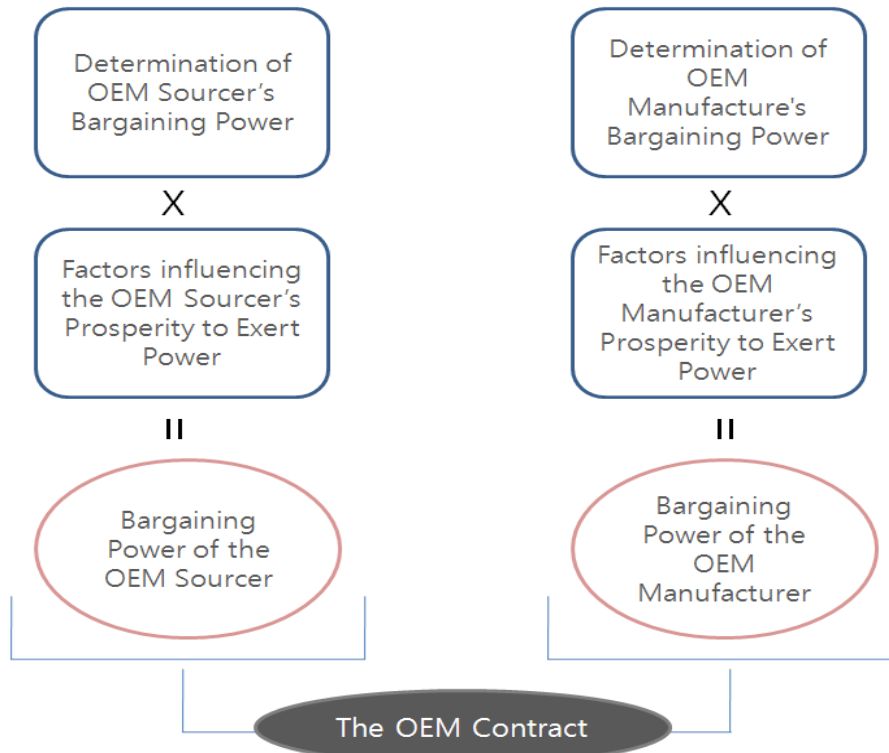 Determination of
OEM Sourcer's
Bargaining Power
X
Factors influencing
the OEM Sourcer's
Prosperity to Exert
Power
=
Bargaining
Power of the
OEM Sourcer
Determination of
OEM
Manufacture's
Bargaining Power
X
Factors influencing
the OEM
Manufacturer's
Prosperity to Exert
Power
=
Bargaining
Power of the
OEM
Manufacturer
The OEM Contract